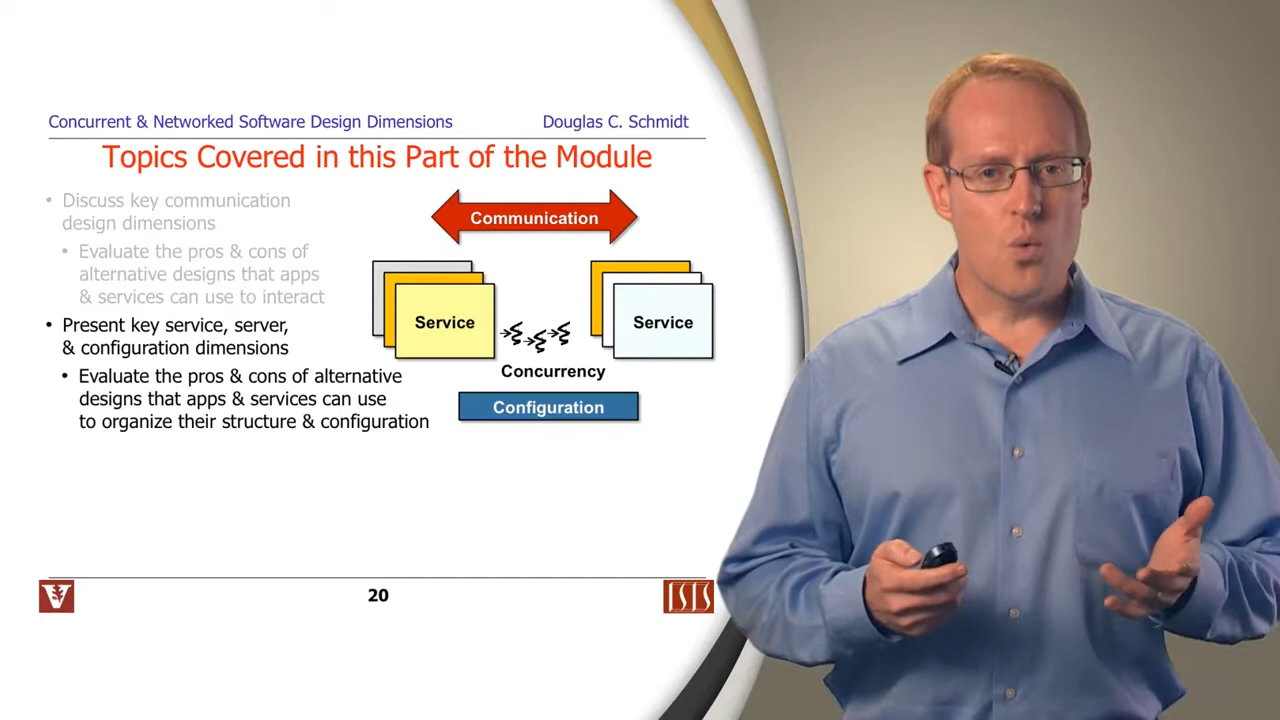 Concurrent & Networked Software Design Dimensions Douglas C. Schmidt
Topics Covered in this Part of the Module
• Discuss key communication
design dimensions
• Evaluate the pros & cons of
alternative designs that apps
& services can use to interact
• Present key service, server,
& configuration dimensions
• Evaluate the pros & cons of alternative
designs that apps & services can use
to organize their structure & configuration
Communication
Service
Service
Concurrency
Configuration
V
ISIS
20